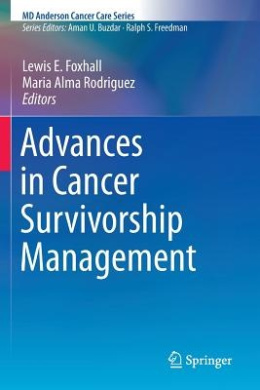 MD Anderson Cancer Care Series
Series Editors: Aman U. Buzdar · Ralph S. Freedman
Lewis E. Foxhall
Maria Alma Rodriguez
Editors
Advances
in Cancer
Survivorship
Management
Springer